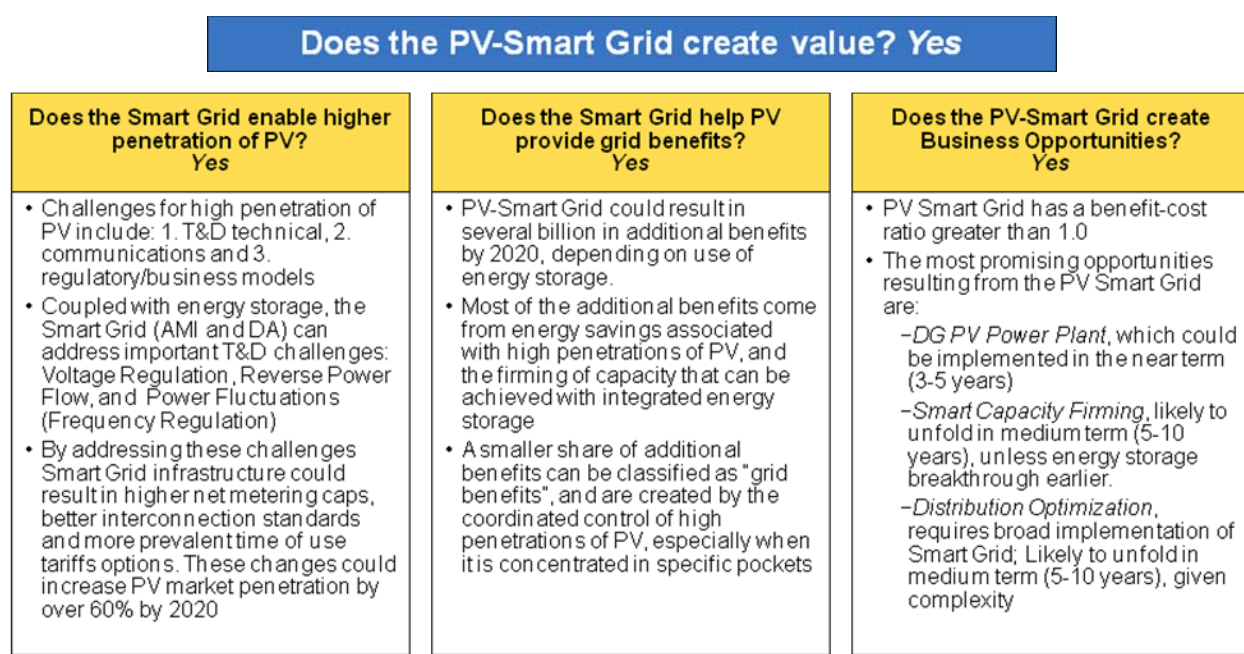 Does the PV-Smart Grid create value? Yes
Does the Smart Grid enable higher
penetration of PV?
Yes
• Challenges for high penetration of
PV include: 1. T&D technical, 2.
communications and 3.
regulatory/business models
• Coupled with energy storage, the
Smart Grid (AMI and DA) can
address important T&D challenges:
Voltage Regulation, Reverse Power
Flow, and Power Fluctuations
(Frequency Regulation)
• By addressing these challenges
Smart Grid infrastructure could
result in higher net metering caps,
better interconnection standards
and more prevalent time of use
tariffs options. These changes could
increase PV market penetration by
over 60% by 2020
Does the Smart Grid help PV
provide grid benefits?
Yes
• PV-Smart Grid could result in
several billion in additional benefits
by 2020, depending on use of
energy storage.
• Most of the additional benefits come
from energy savings associated
with high penetrations of PV, and
the firming of capacity that can be
achieved with integrated energy
storage
• A smaller share of additional
benefits can be classified as "grid
benefits", and are created by the
coordinated control of high
penetrations of PV, especially when
it is concentrated in specific pockets
Does the PV-Smart Grid create
Business Opportunities?
Yes
• PV Smart Grid has a benefit-cost
ratio greater than 1.0
• The most promising opportunities
resulting from the PV Smart Grid
are:
–DG PV Power Plant, which could
be implemented in the near term
(3-5 years)
–Smart Capacity Firming, likely to
unfold in medium term (5-10
years), unless energy storage
breakthrough earlier.
–Distribution Optimization,
requires broad implementation of
Smart Grid; Likely to unfold in
medium term (5-10 years), given
complexity